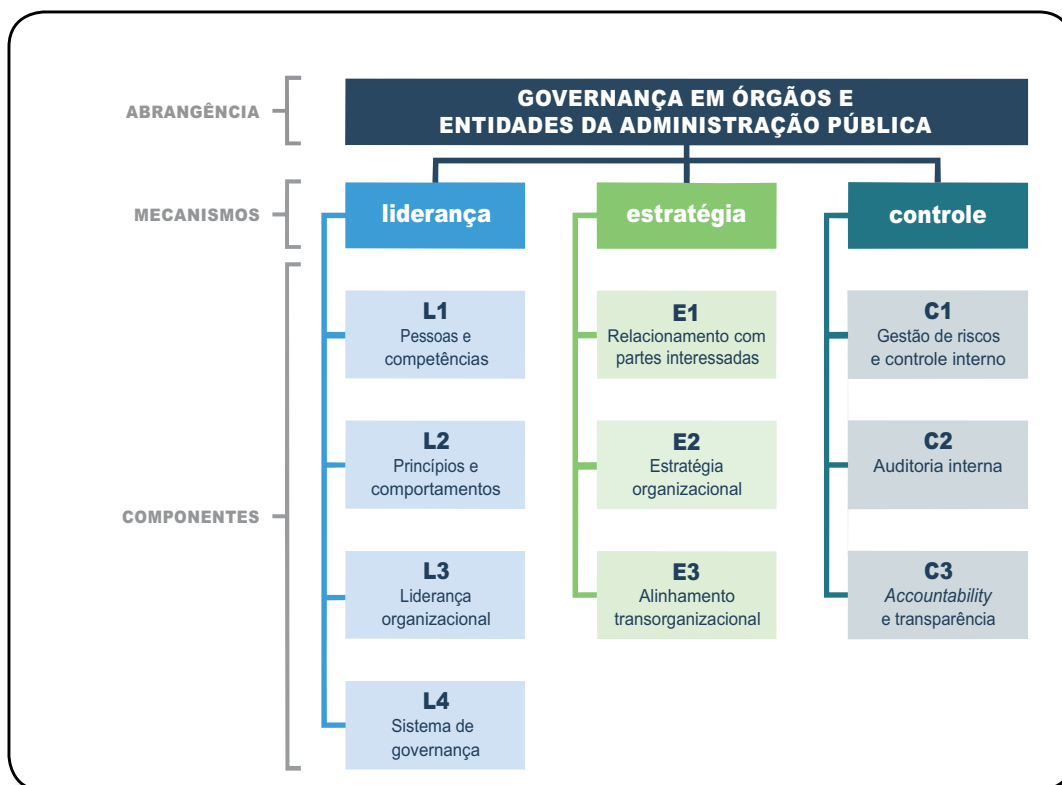 ABRANGÊNCIA
GOVERNANÇA EM ÓRGÃOS E
ENTIDADES DA ADMINISTRAÇÃO PÚBLICA
MECANISMOS
liderança
estratégia
controle
COMPONENTES
L1
Pessoas e
competências
E1
Relacionamento com
partes interessadas
C1
Gestão de riscos
e controle interno
L2
Princípios e
comportamentos
E2
Estratégia
organizacional
C2
Auditoria interna
L3
Liderança
organizacional
E3
Alinhamento
transorganizacional
C3
Accountability
e transparência
L4
Sistema de
governança